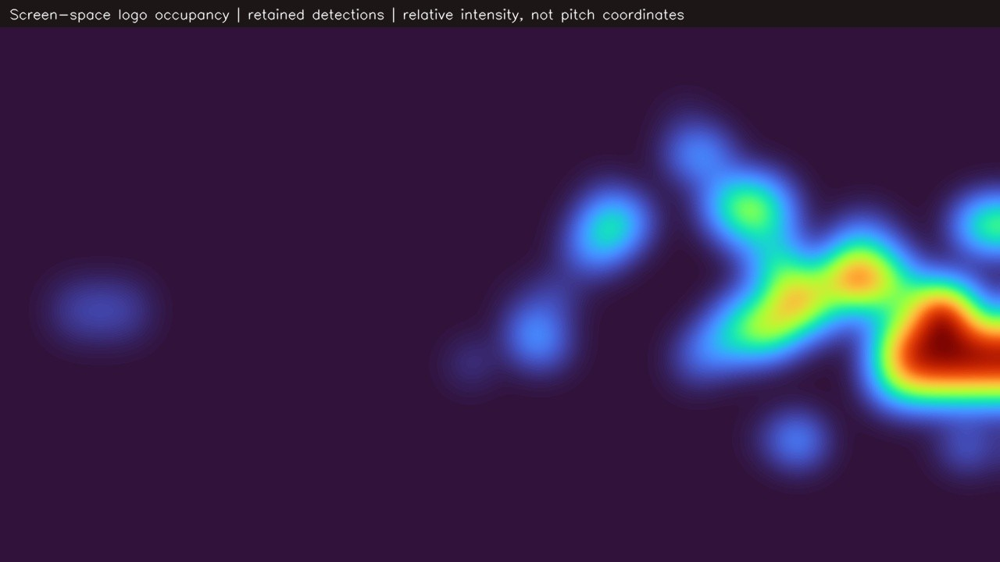 Screen-space logo occupancy | retained detections | relative intensity, not pitch coordinates